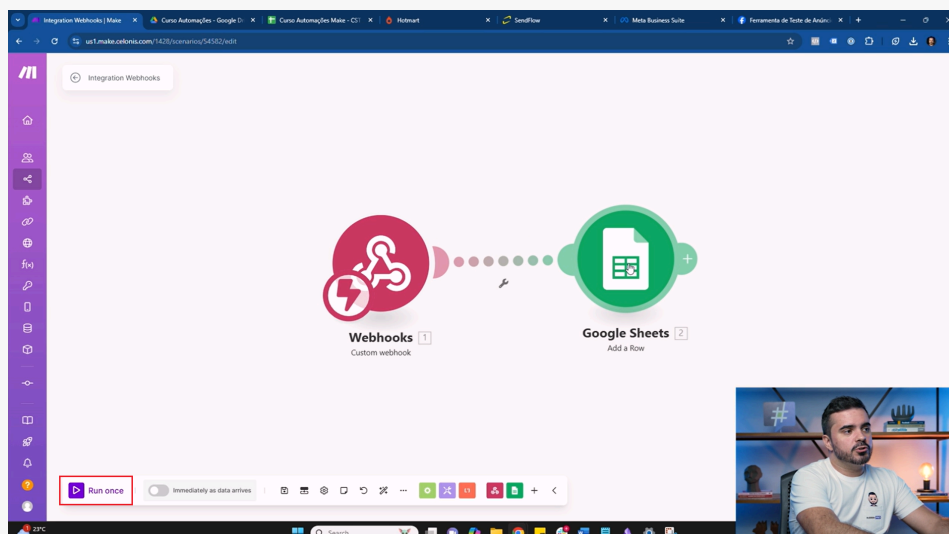 Integration Webhooks | Make
Curso Automações - Google Dr
Curso Automações Make - CS1
Hotmart
SendFlow
Meta Business Suite
Ferramenta de Teste de Anúnci
us1.make.celonis.com/1428/scenarios/54582/edit
Integration Webhooks
Webhooks 1
Custom webhook
Google Sheets 2
Add a Row
Run once
Immediately as data arrives
23°C
Search